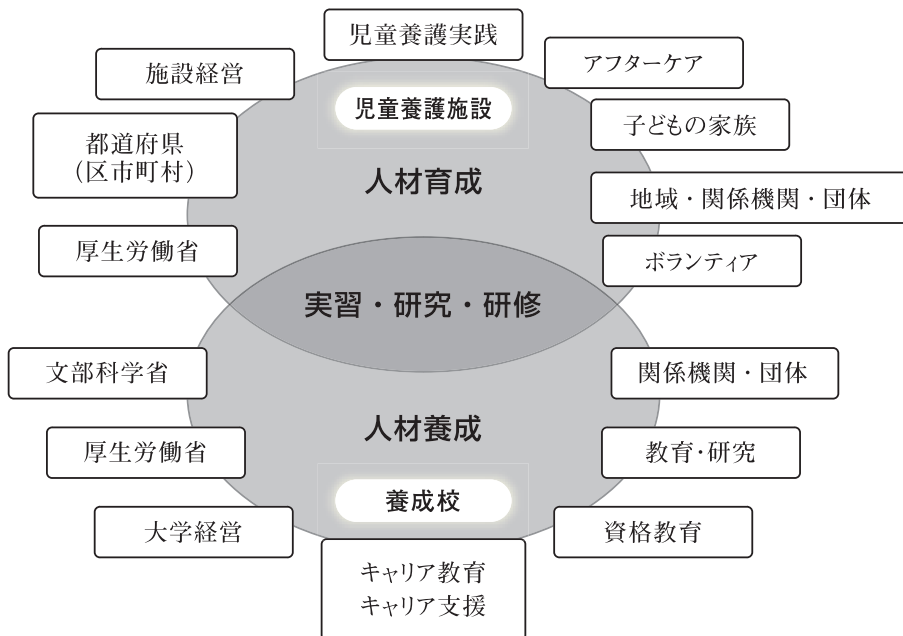 児童養護実践
施設経営
アフターケア
児童養護施設
子どもの家族
都道府県
（区市町村）
人材育成
地域・関係機関・団体
厚生労働省
ボランティア
実習・研究・研修
文部科学省
関係機関・団体
人材養成
厚生労働省
教育・研究
養成校
大学経営
資格教育
キャリア教育
キャリア支援